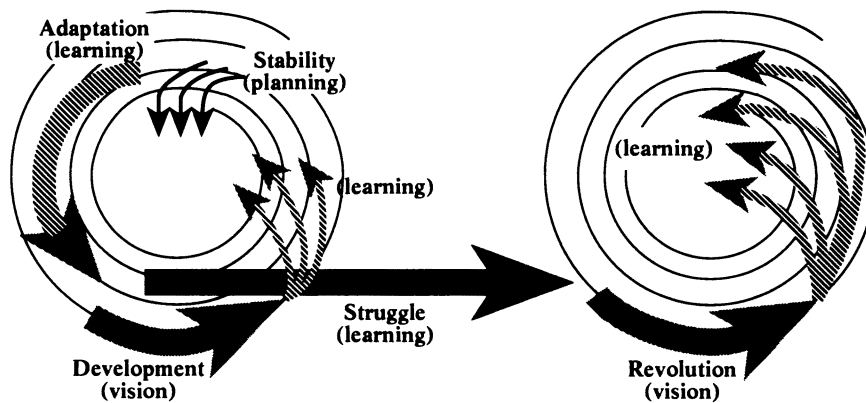 Adaptation
(learning)
Stability
(planning)
(learning)
(learning)
Struggle
(learning)
Development
(vision)
Revolution
(vision)